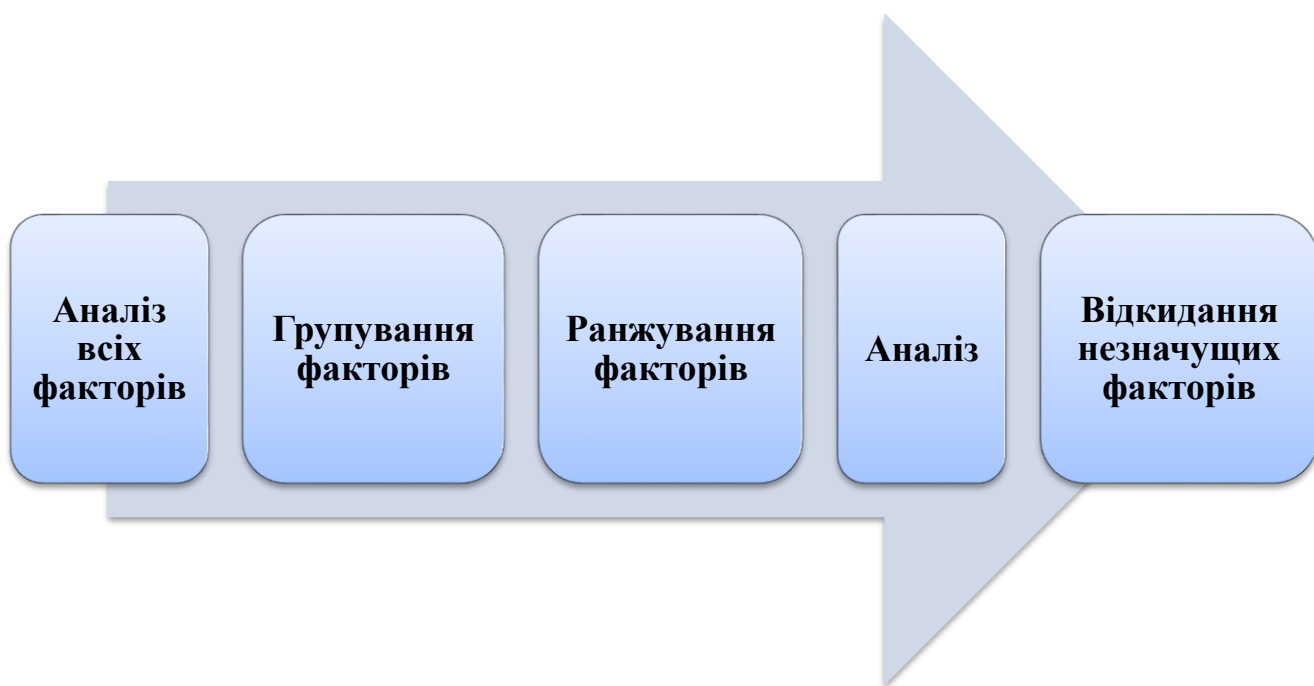 Аналіз
всіх
факторів
Групування
факторів
Ранжування
факторів
Аналіз
Відкидання
незначущих
факторів